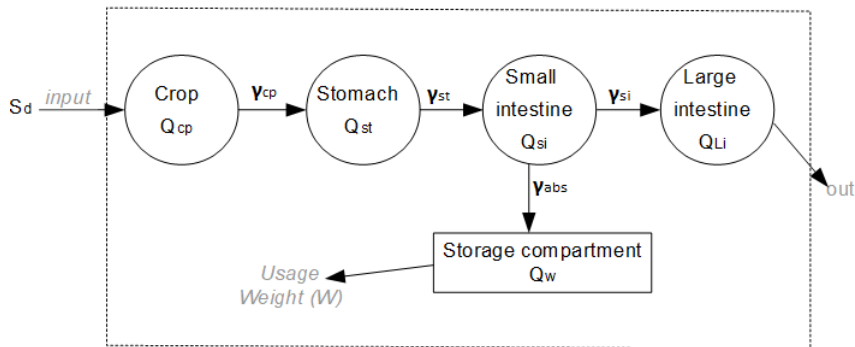 Sd
input
Crop
Qcp
γcp
Stomach
Qst
γst
Small
intestine
Qsi
γsi
Large
intestine
QLi
out
γabs
Storage compartment
Qw
Usage
Weight (W)